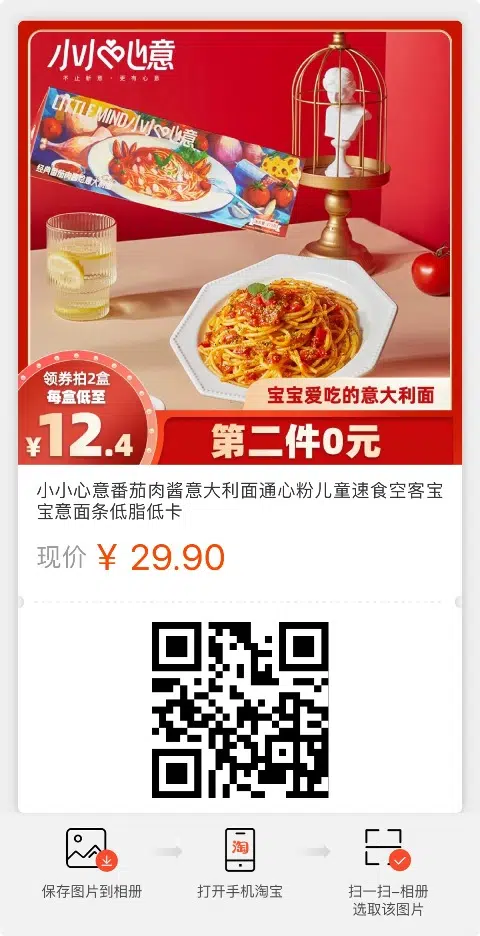 小小心意
不止新意·更有心意
LITTLE MIND 小小心意
经典番茄肉酱意大利面
宝宝爱吃的意大利面
领券拍2盒
每盒低至
¥12.4
第二件0元
小小心意番茄肉酱意大利面通心粉儿童速食空客宝
宝意面条低脂低卡
现价 ¥ 29.90
淘
保存图片到相册
打开手机淘宝
扫一扫-相册
选取该图片